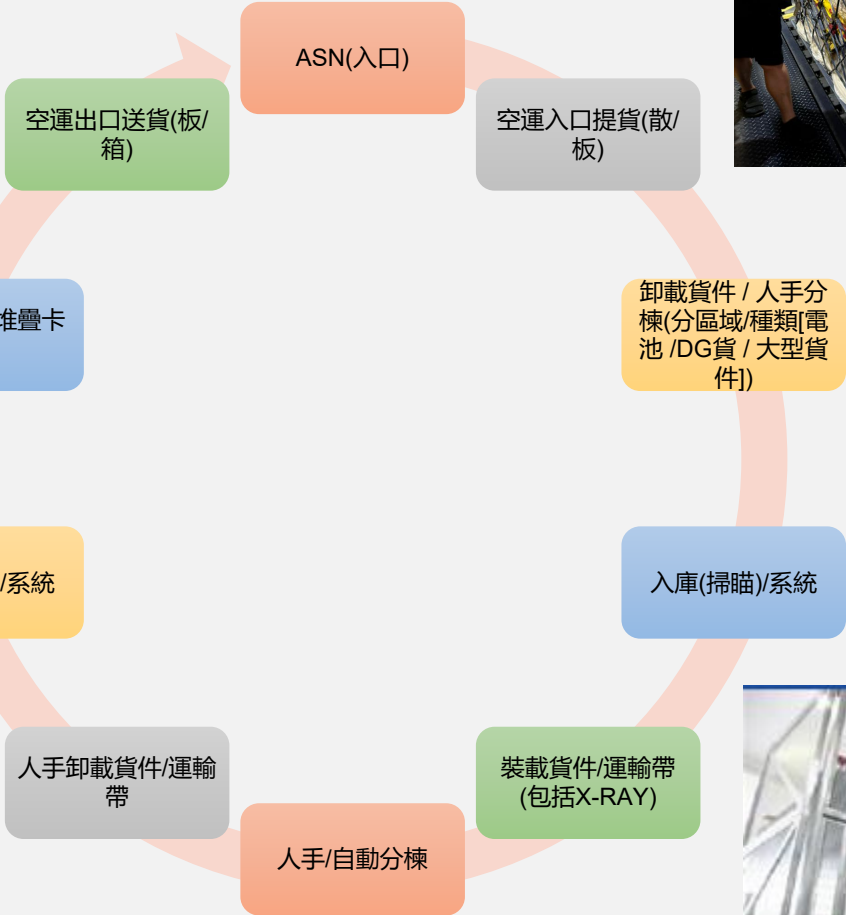 ASN(入口)
空運入口提貨(散/
板)
卸載貨件 / 人手分
楝(分區域/種類[電
池 /DG貨 / 大型貨
件])
入庫(掃瞄)/系統
裝載貨件/運輸帶
(包括X-RAY)
人手/自動分楝
人手卸載貨件/運輸
帶
/系統
堆疊卡
空運出口送貨(板/
箱)